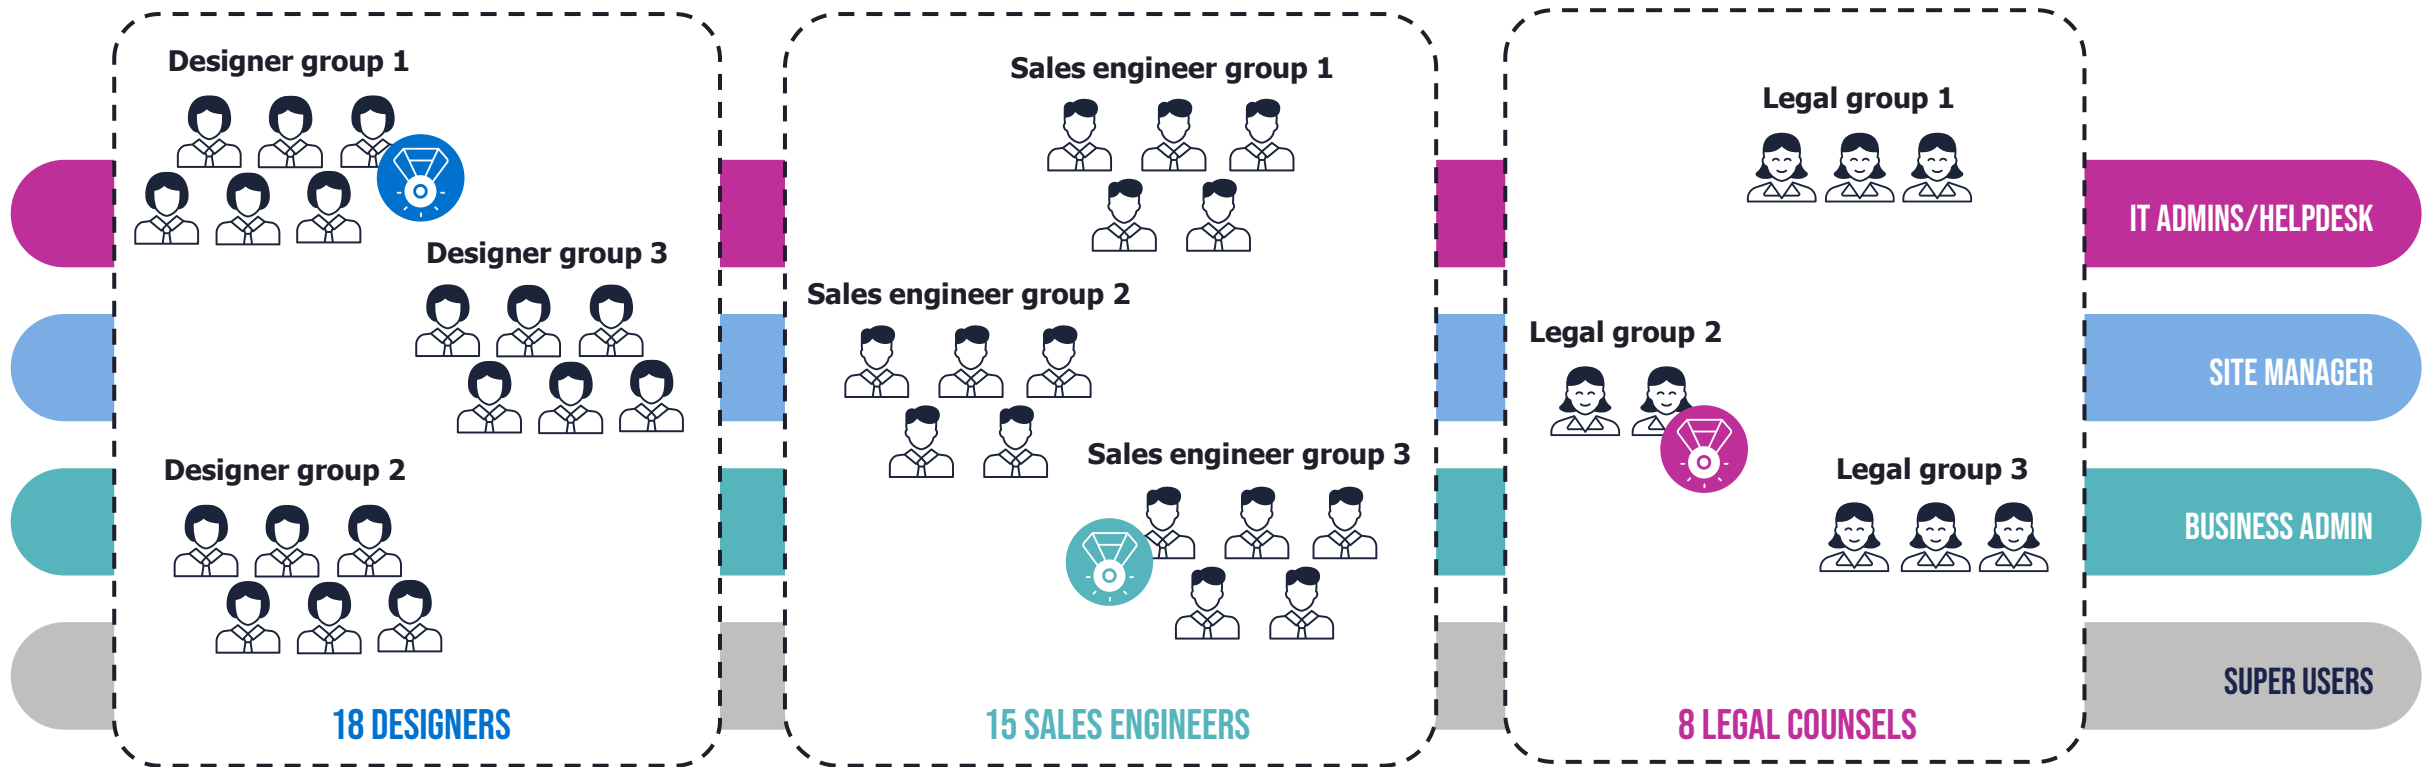 Designer group 1
Designer group 3
Designer group 2
18 DESIGNERS
Sales engineer group 1
Sales engineer group 2
Sales engineer group 3
15 SALES ENGINEERS
Legal group 1
Legal group 2
Legal group 3
8 LEGAL COUNSELS
IT ADMINS/HELPDESK
SITE MANAGER
BUSINESS ADMIN
SUPER USERS